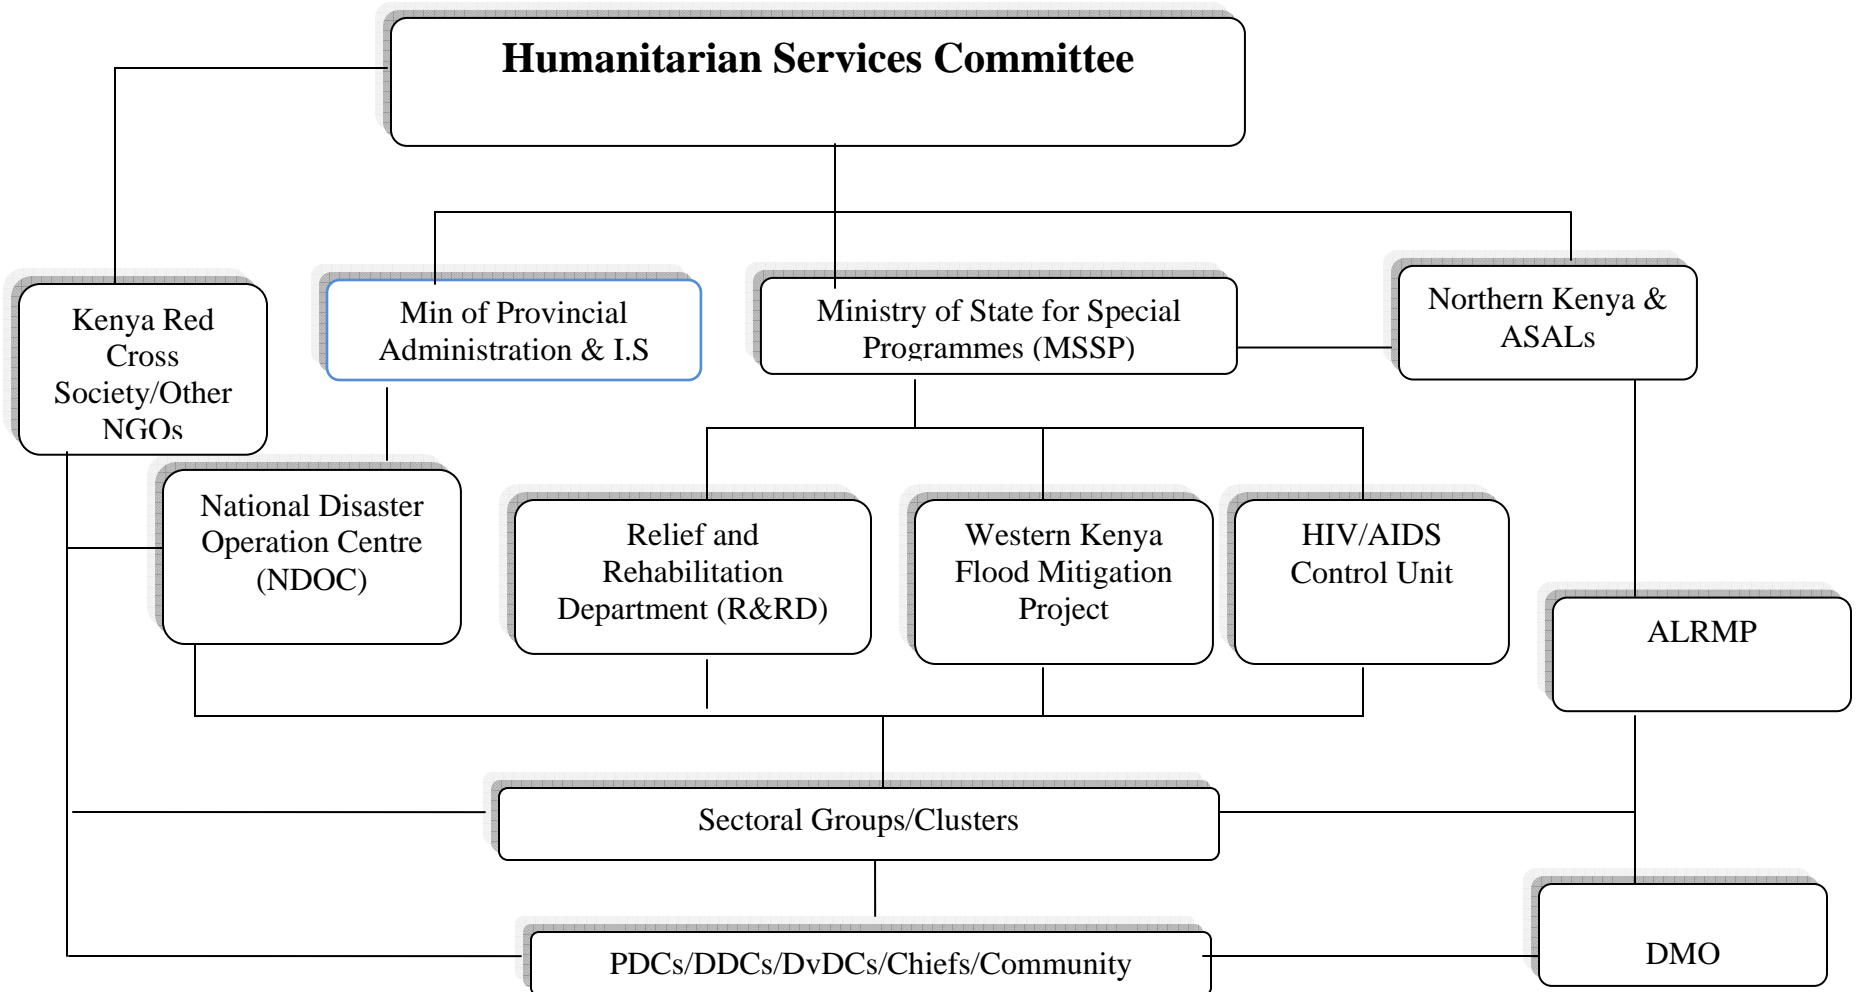 Humanitarian Services Committee
Kenya Red
Cross
Society/Other
NGOs
Min of Provincial
Administration & I.S
Ministry of State for Special
Programmes (MSSP)
Northern Kenya &
ASALs
National Disaster
Operation Centre
(NDOC)
Relief and
Rehabilitation
Department (R&RD)
Western Kenya
Flood Mitigation
Project
HIV/AIDS
Control Unit
ALRMP
Sectoral Groups/Clusters
DMO
PDCs/DDCs/DvDCs/Chiefs/Community